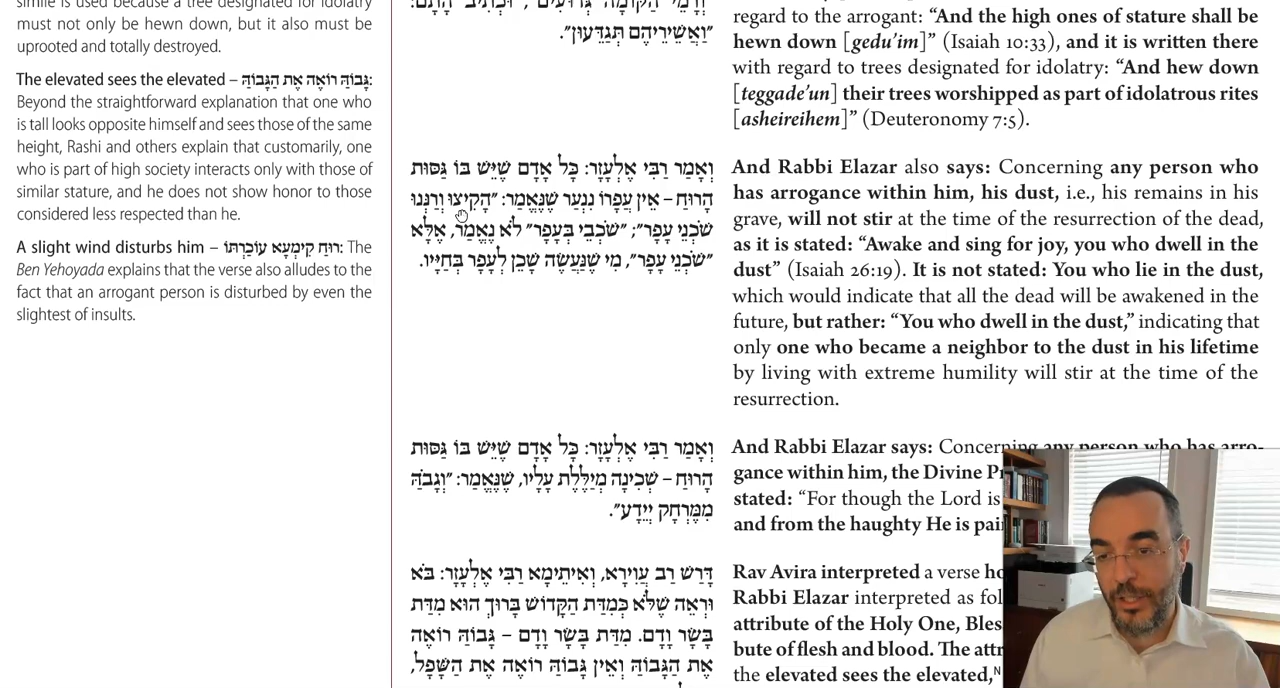 simile is used because a tree designated for idolatry
must not only be hewn down, but it also must be
uprooted and totally destroyed.
The elevated sees the elevated – גָּבוֹהַּ רוֹאֶה אֶת הַגָּבוֹהַּ:
Beyond the straightforward explanation that one who
is tall looks opposite himself and sees those of the same
height, Rashi and others explain that customarily, one
who is part of high society interacts only with those of
similar stature, and he does not show honor to those
considered less respected than he.
A slight wind disturbs him – רוּחַ קִימְעָא עוֹכַרְתּוֹ: The
Ben Yehoyada explains that the verse also alludes to the
fact that an arrogant person is disturbed by even the
slightest of insults.
וְרָמֵי הַקּוֹמָה גְּדוּעִים", וּכְתִיב הָתָם:
"וַאֲשֵׁירֵיהֶם תְּגַדֵּעוּן".
וְאָמַר רַבִּי אֶלְעָזָר: כָּל אָדָם שֶׁיֵּשׁ בּוֹ גַּסּוּת
הָרוּחַ – אֵין עֲפָרוֹ נִנְעָר שֶׁנֶּאֱמַר: "הָקִיצוּ וְרַנְּנוּ
שֹׁכְנֵי עָפָר"; "שֹׁכְבֵי בְּעָפָר" לֹא נֶאֱמַר, אֶלָּא
"שֹׁכְנֵי עָפָר", מִי שֶׁנַּעֲשָׂה שָׁכֵן לְעָפָר בְּחַיָּיו.
וְאָמַר רַבִּי אֶלְעָזָר: כָּל אָדָם שֶׁיֵּשׁ בּוֹ גַּסּוּת
הָרוּחַ – שְׁכִינָה מְיַלֶּלֶת עָלָיו, שֶׁנֶּאֱמַר: "וְגָבֹהַּ
מִמֶּרְחָק יְיֵדָע".
דָּרַשׁ רַב עֲוִירָא, וְאִיתֵּימָא רַבִּי אֶלְעָזָר: בֹּא
וּרְאֵה שֶׁלֹּא כְּמִדַּת הַקָּדוֹשׁ בָּרוּךְ הוּא מִדַּת
בָּשָׂר וָדָם. מִדַּת בָּשָׂר וָדָם – גָּבוֹהַּ רוֹאֶה
אֶת הַגָּבוֹהַּ וְאֵין גָּבוֹהַּ רוֹאֶה אֶת הַשָּׁפָל,
regard to the arrogant: “And the high ones of stature shall be
hewn down [gedu’im]” (Isaiah 10:33), and it is written there
with regard to trees designated for idolatry: “And hew down
[teggade’un] their trees worshipped as part of idolatrous rites
[asheireihem]” (Deuteronomy 7:5).
And Rabbi Elazar also says: Concerning any person who
has arrogance within him, his dust, i.e., his remains in his
grave, will not stir at the time of the resurrection of the dead,
as it is stated: “Awake and sing for joy, you who dwell in the
dust” (Isaiah 26:19). It is not stated: You who lie in the dust,
which would indicate that all the dead will be awakened in the
future, but rather: “You who dwell in the dust,” indicating that
only one who became a neighbor to the dust in his lifetime
by living with extreme humility will stir at the time of the
resurrection.
And Rabbi Elazar says: Concerning any person who has arro-
gance within him, the Divine
stated: “For though the Lord is
and from the haughty He is
Rav Avira interpreted a verse
Rabbi Elazar interpreted as
attribute of the Holy One,
bute of flesh and blood. The
the elevated sees the elevated,N